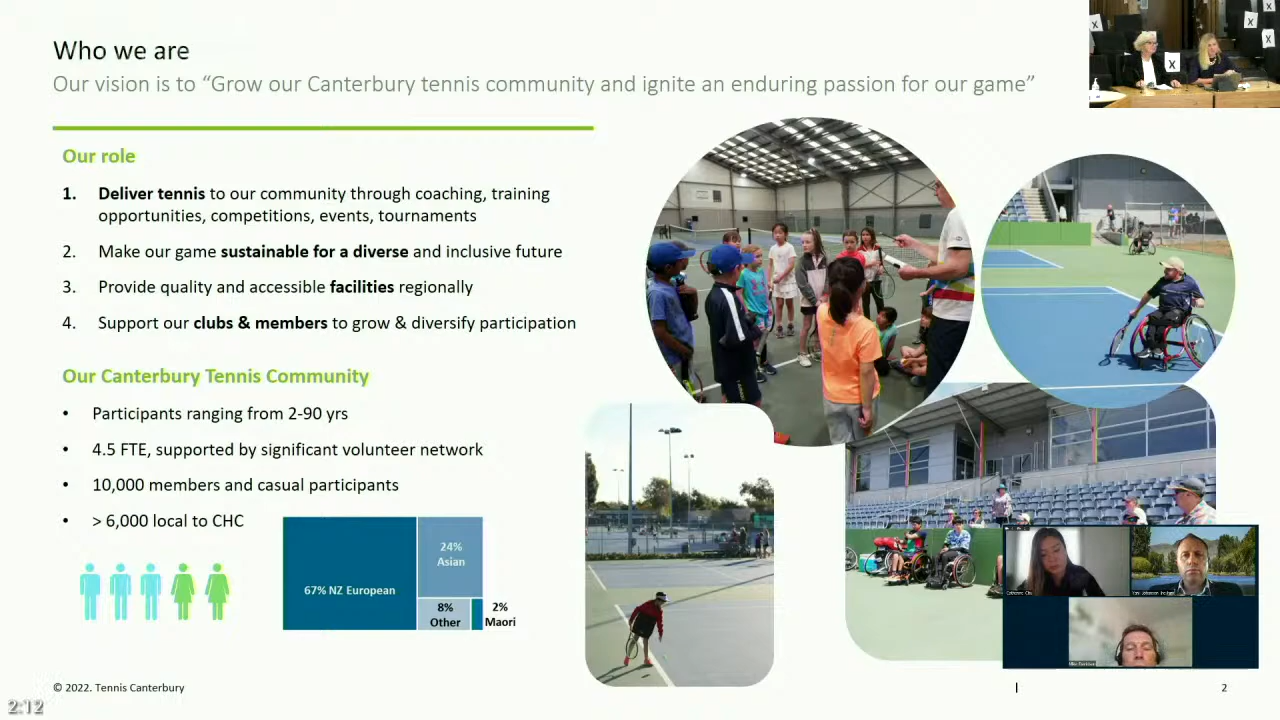 Who we are
Our vision is to “Grow our Canterbury tennis community and ignite an enduring passion for our game”
Our role
1. Deliver tennis to our community through coaching, training
opportunities, competitions, events, tournaments
2. Make our game sustainable for a diverse and inclusive future
3. Provide quality and accessible facilities regionally
4. Support our clubs & members to grow & diversify participation
Our Canterbury Tennis Community
• Participants ranging from 2-90 yrs
• 4.5 FTE, supported by significant volunteer network
• 10,000 members and casual participants
• > 6,000 local to CHC
67% NZ European
24%
Asian
8%
Other
2%
Maori
X
X
X
X
© 2022. Tennis Canterbury
2
2:12